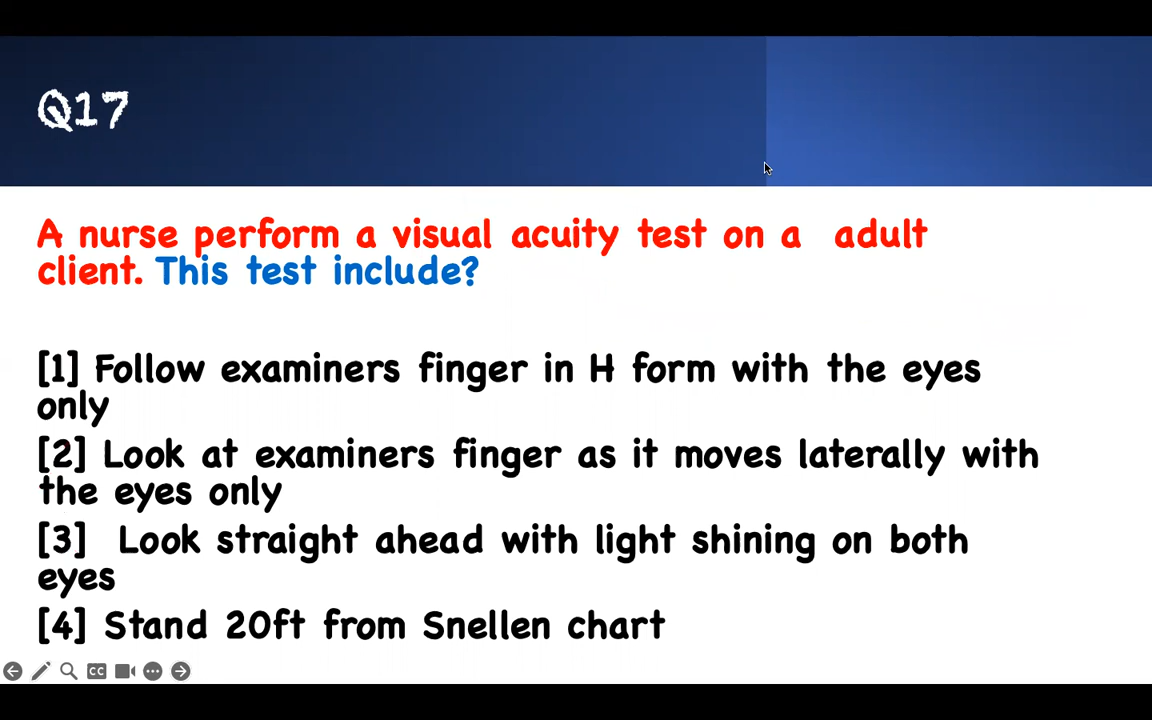 Q17
A nurse perform a visual acuity test on a  adult
client. This test include?
[1] Follow examiners finger in H form with the eyes
only
[2] Look at examiners finger as it moves laterally with
the eyes only
[3]  Look straight ahead with light shining on both
eyes
[4] Stand 20ft from Snellen chart
CC